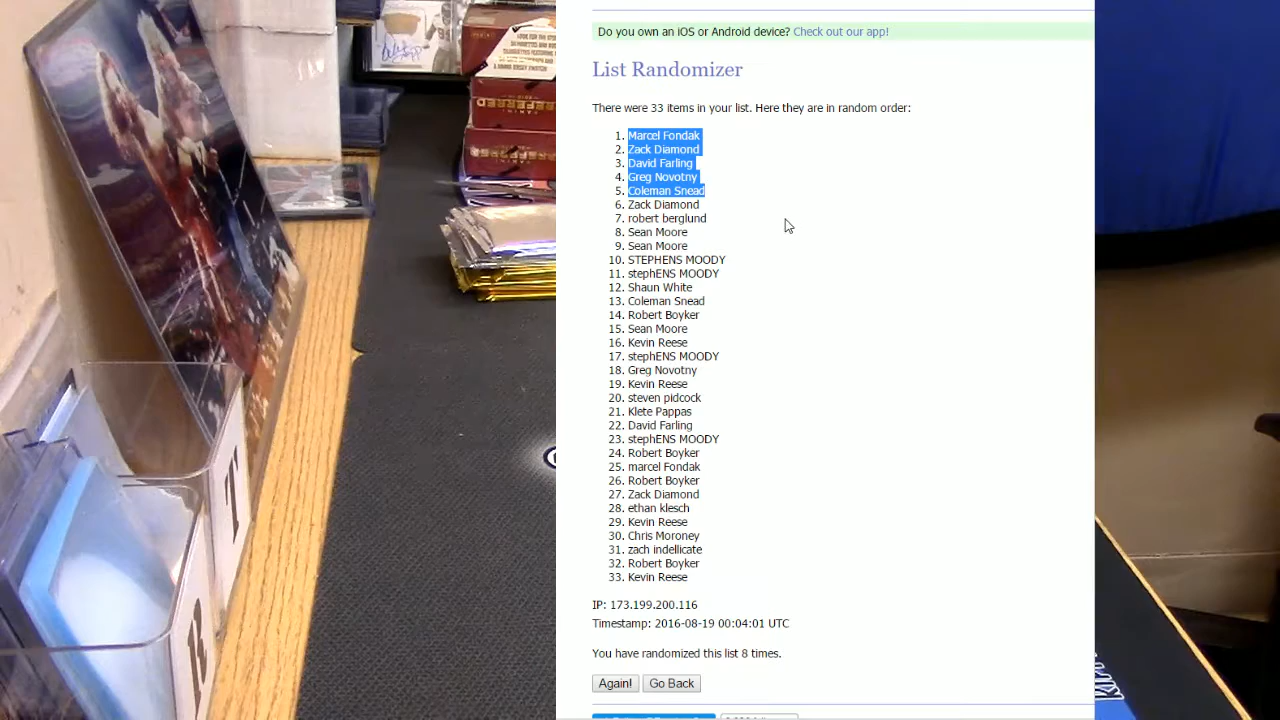 Do you own an iOS or Android device? Check out our app!
List Randomizer
There were 33 items in your list. Here they are in random order:
1. Marcel Fondak
2. Zack Diamond
3. David Farling
4. Greg Novotny
5. Coleman Snead
6. Zack Diamond
7. robert berglund
8. Sean Moore
9. Sean Moore
10. STEPHENS MOODY
11. stephENS MOODY
12. Shaun White
13. Coleman Snead
14. Robert Boyker
15. Sean Moore
16. Kevin Reese
17. stephENS MOODY
18. Greg Novotny
19. Kevin Reese
20. steven pidcock
21. Klete Pappas
22. David Farling
23. stephENS MOODY
24. Robert Boyker
25. marcel Fondak
26. Robert Boyker
27. Zack Diamond
28. ethan klesch
29. Kevin Reese
30. Chris Moroney
31. zach indellicate
32. Robert Boyker
33. Kevin Reese
IP: 173.199.200.116
Timestamp: 2016-08-19 00:04:01 UTC
You have randomized this list 8 times.
Again!
Go Back